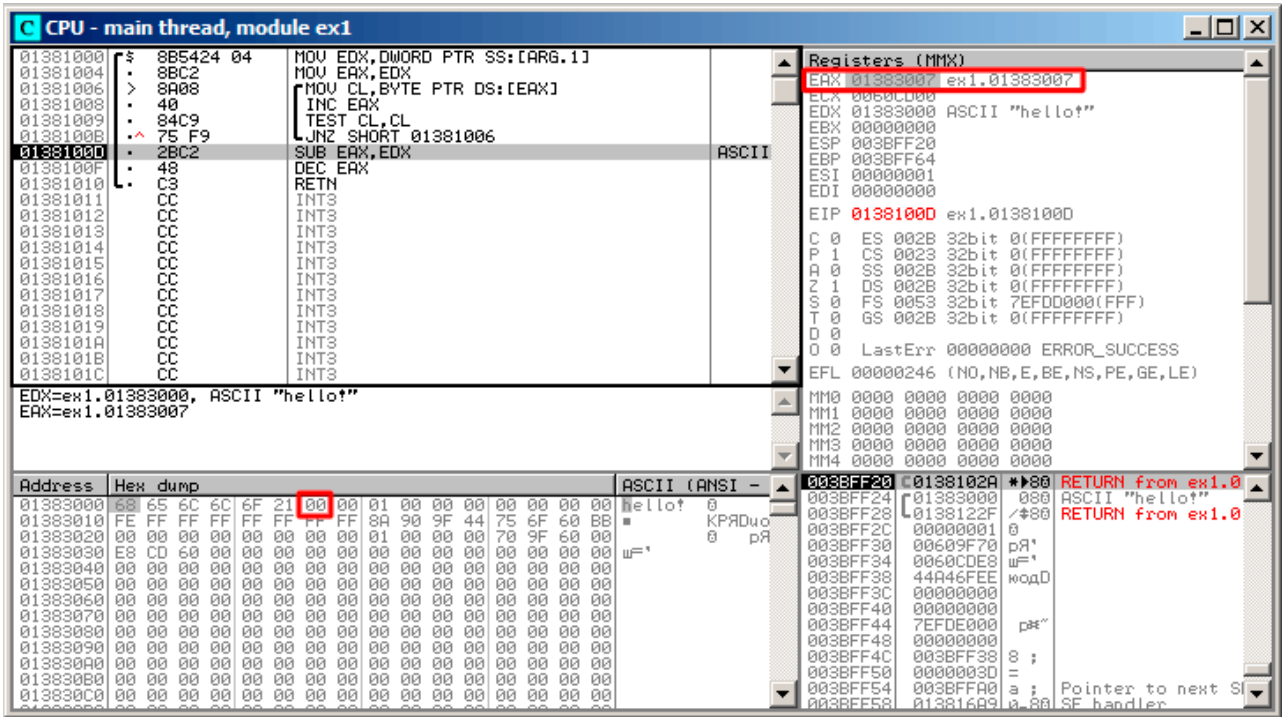 CPU - main thread, module ex1
01381000 $ 8B5424 04 MOV EDX,DWORD PTR SS:[ARG.1]
01381004 · 8BC2 MOV EAX,EDX
01381006 > 8A08 MOV CL,BYTE PTR DS:[EAX]
01381008 · 40 INC EAX
01381009 · 84C9 TEST CL,CL
0138100B ·^ 75 F9 JNZ SHORT 01381006
0138100D · 2BC2 SUB EAX,EDX ASCII
0138100F · 48 DEC EAX
01381010 · C3 RETN
01381011 CC INT3
01381012 CC INT3
01381013 CC INT3
01381014 CC INT3
01381015 CC INT3
01381016 CC INT3
01381017 CC INT3
01381018 CC INT3
01381019 CC INT3
0138101A CC INT3
0138101B CC INT3
0138101C CC INT3
EDX=ex1.01383000, ASCII "hello!"
EAX=ex1.01383007
Registers (MMX)
EAX 01383007 ex1.01383007
ECX 0060CD00
EDX 01383000 ASCII "hello!"
EBX 00000000
ESP 003BFF20
EBP 003BFF64
ESI 00000001
EDI 00000000
EIP 0138100D ex1.0138100D
C 0 ES 002B 32bit 0(FFFFFFFF)
P 1 CS 0023 32bit 0(FFFFFFFF)
A 0 SS 002B 32bit 0(FFFFFFFF)
Z 1 DS 002B 32bit 0(FFFFFFFF)
S 0 FS 0053 32bit 7EFDD000(FFF)
T 0 GS 002B 32bit 0(FFFFFFFF)
D 0
O 0 LastErr 00000000 ERROR_SUCCESS
EFL 00000246 (NO,NB,E,BE,NS,PE,GE,LE)
MM0 0000 0000 0000 0000
MM1 0000 0000 0000 0000
MM2 0000 0000 0000 0000
MM3 0000 0000 0000 0000
MM4 0000 0000 0000 0000
Address Hex dump ASCII (ANSI -
01383000 68 65 6C 6C 6F 21 00 00 01 00 00 00 00 00 00 00 hello!
01383010 FE FF FF FF FF FF FF FF 8A 90 9F 44 75 6F 60 BB
01383020 00 00 00 00 00 00 00 00 01 00 00 00 70 9F 60 00
01383030 E8 CD 60 00 00 00 00 00 00 00 00 00 00 00 00 00
01383040 00 00 00 00 00 00 00 00 00 00 00 00 00 00 00 00
01383050 00 00 00 00 00 00 00 00 00 00 00 00 00 00 00 00
01383060 00 00 00 00 00 00 00 00 00 00 00 00 00 00 00 00
01383070 00 00 00 00 00 00 00 00 00 00 00 00 00 00 00 00
01383080 00 00 00 00 00 00 00 00 00 00 00 00 00 00 00 00
01383090 00 00 00 00 00 00 00 00 00 00 00 00 00 00 00 00
013830A0 00 00 00 00 00 00 00 00 00 00 00 00 00 00 00 00
013830B0 00 00 00 00 00 00 00 00 00 00 00 00 00 00 00 00
013830C0 00 00 00 00 00 00 00 00 00 00 00 00 00 00 00 00
003BFF20 0138102A RETURN from ex1.0
003BFF24 01383000 ASCII "hello!"
003BFF28 0138122F RETURN from ex1.0
003BFF2C 00000001
003BFF30 00609F70
003BFF34 0060CDE8
003BFF38 44A46FEE
003BFF3C 00000000
003BFF40 00000000
003BFF44 7EFDE000
003BFF48 00000000
003BFF4C 003BFF38 8 ;
003BFF50 0000003D =
003BFF54 003BFFA0 a ; Pointer to next S
003BFF58 013816A9 SE handler